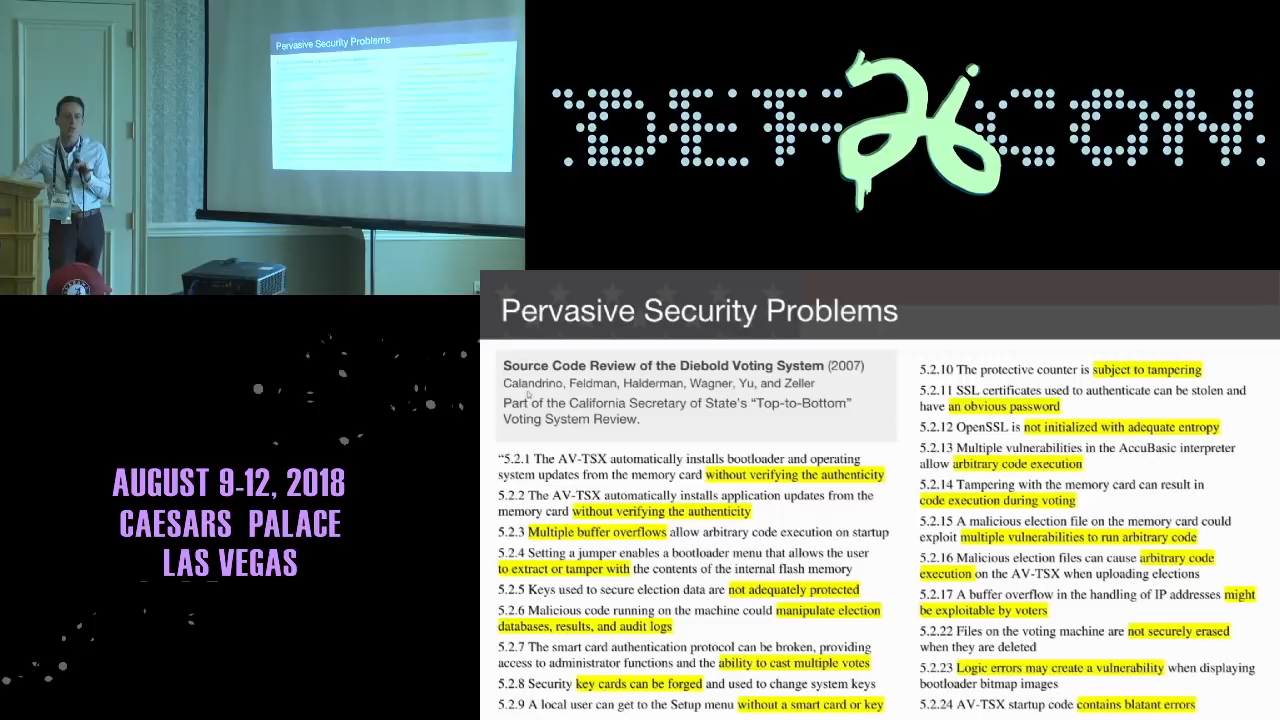 Pervasive Security Problems
DEFCON
26
AUGUST 9-12, 2018
CAESARS PALACE
LAS VEGAS
Pervasive Security Problems
Source Code Review of the Diebold Voting System (2007)
Calandrino, Feldman, Halderman, Wagner, Yu, and Zeller
Part of the California Secretary of State's “Top-to-Bottom”
Voting System Review.
“5.2.1 The AV-TSX automatically installs bootloader and operating
system updates from the memory card without verifying the authenticity
5.2.2 The AV-TSX automatically installs application updates from the
memory card without verifying the authenticity
5.2.3 Multiple buffer overflows allow arbitrary code execution on startup
5.2.4 Setting a jumper enables a bootloader menu that allows the user
to extract or tamper with the contents of the internal flash memory
5.2.5 Keys used to secure election data are not adequately protected
5.2.6 Malicious code running on the machine could manipulate election
databases, results, and audit logs
5.2.7 The smart card authentication protocol can be broken, providing
access to administrator functions and the ability to cast multiple votes
5.2.8 Security key cards can be forged and used to change system keys
5.2.9 A local user can get to the Setup menu without a smart card or key
5.2.10 The protective counter is subject to tampering
5.2.11 SSL certificates used to authenticate can be stolen and
have an obvious password
5.2.12 OpenSSL is not initialized with adequate entropy
5.2.13 Multiple vulnerabilities in the AccuBasic interpreter
allow arbitrary code execution
5.2.14 Tampering with the memory card can result in
code execution during voting
5.2.15 A malicious election file on the memory card could
exploit multiple vulnerabilities to run arbitrary code
5.2.16 Malicious election files can cause arbitrary code
execution on the AV-TSX when uploading elections
5.2.17 A buffer overflow in the handling of IP addresses might
be exploitable by voters
5.2.22 Files on the voting machine are not securely erased
when they are deleted
5.2.23 Logic errors may create a vulnerability when displaying
bootloader bitmap images
5.2.24 AV-TSX startup code contains blatant errors